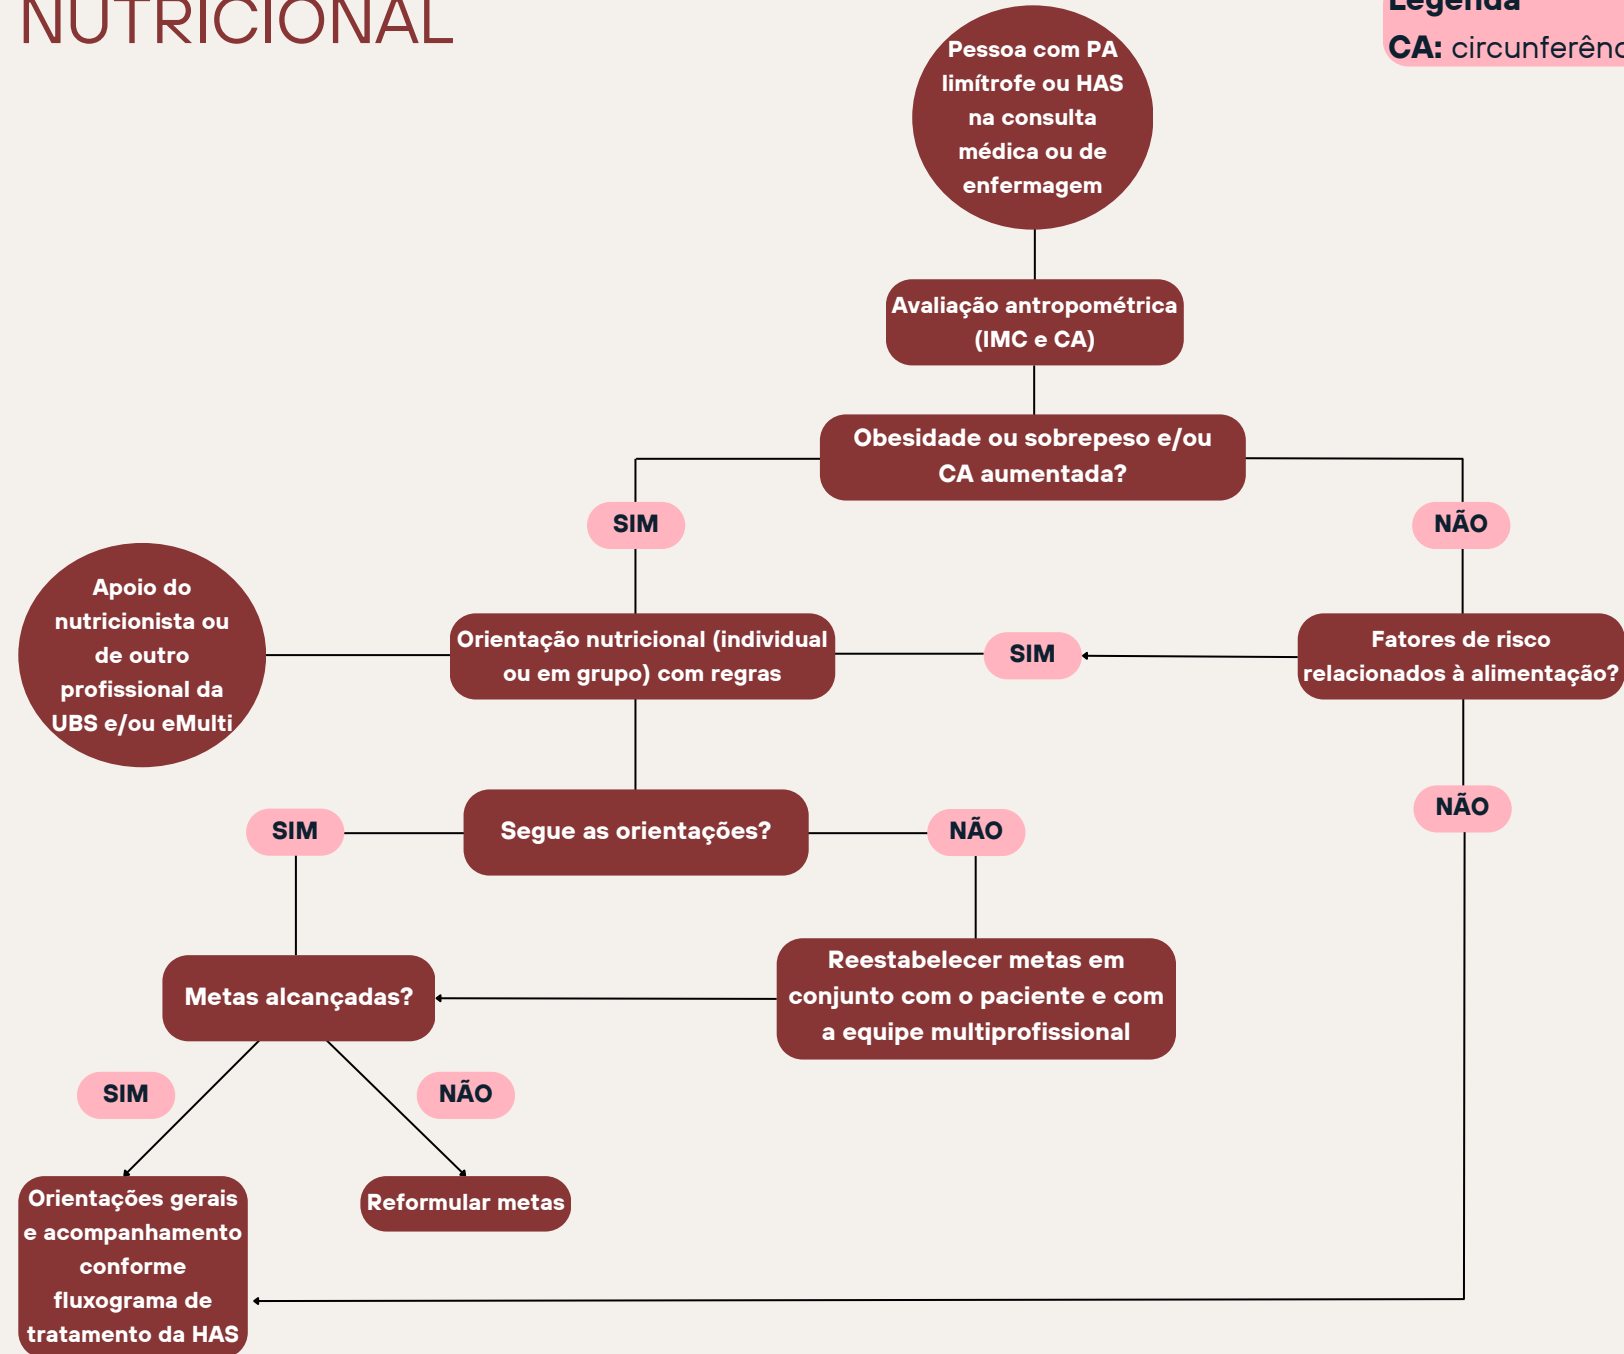 NUTRICIONAL
Legenda
CA:
Pessoa com PA
limítrofe ou HAS
na consulta
médica ou de
enfermagem
Avaliação antropométrica
(IMC e CA)
Obesidade ou sobrepeso e/ou
CA aumentada?
SIM
NÃO
Apoio do
nutricionista ou
de outro
profissional da
UBS e/ou eMulti
Orientação nutricional (individual
ou em grupo) com regras
SIM
Fatores de risco
relacionados à alimentação?
SIM
Segue as orientações?
NÃO
NÃO
Metas alcançadas?
Reestabelecer metas em
conjunto com o paciente e com
a equipe multiprofissional
SIM
NÃO
Orientações gerais
e acompanhamento
conforme
fluxograma de
tratamento da HAS
Reformular metas